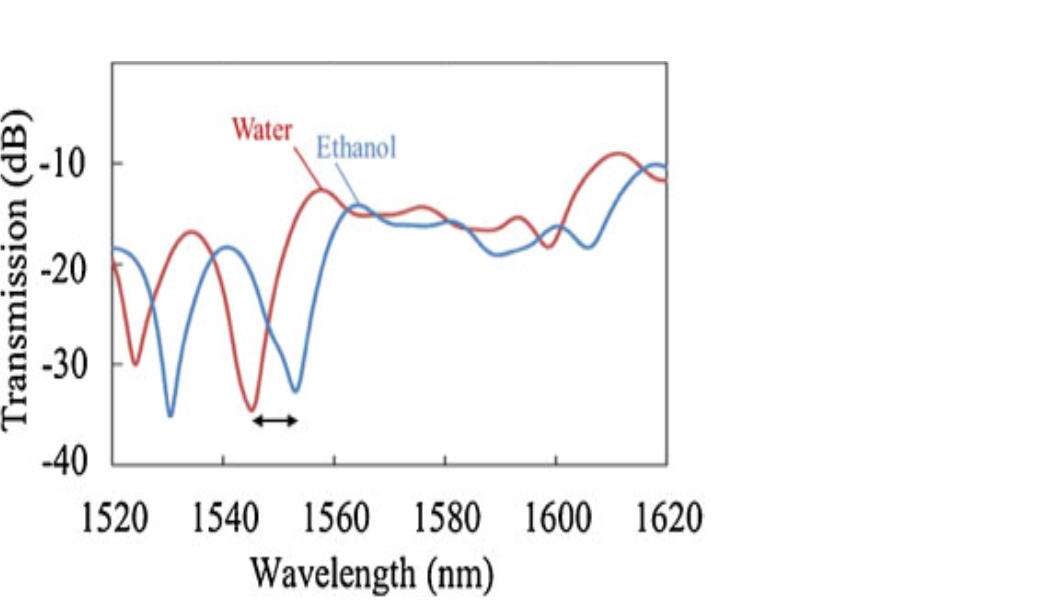 Transmission (dB)
Water
Ethanol
-10
-20
-30
-40
1520 1540 1560 1580 1600 1620
Wavelength (nm)